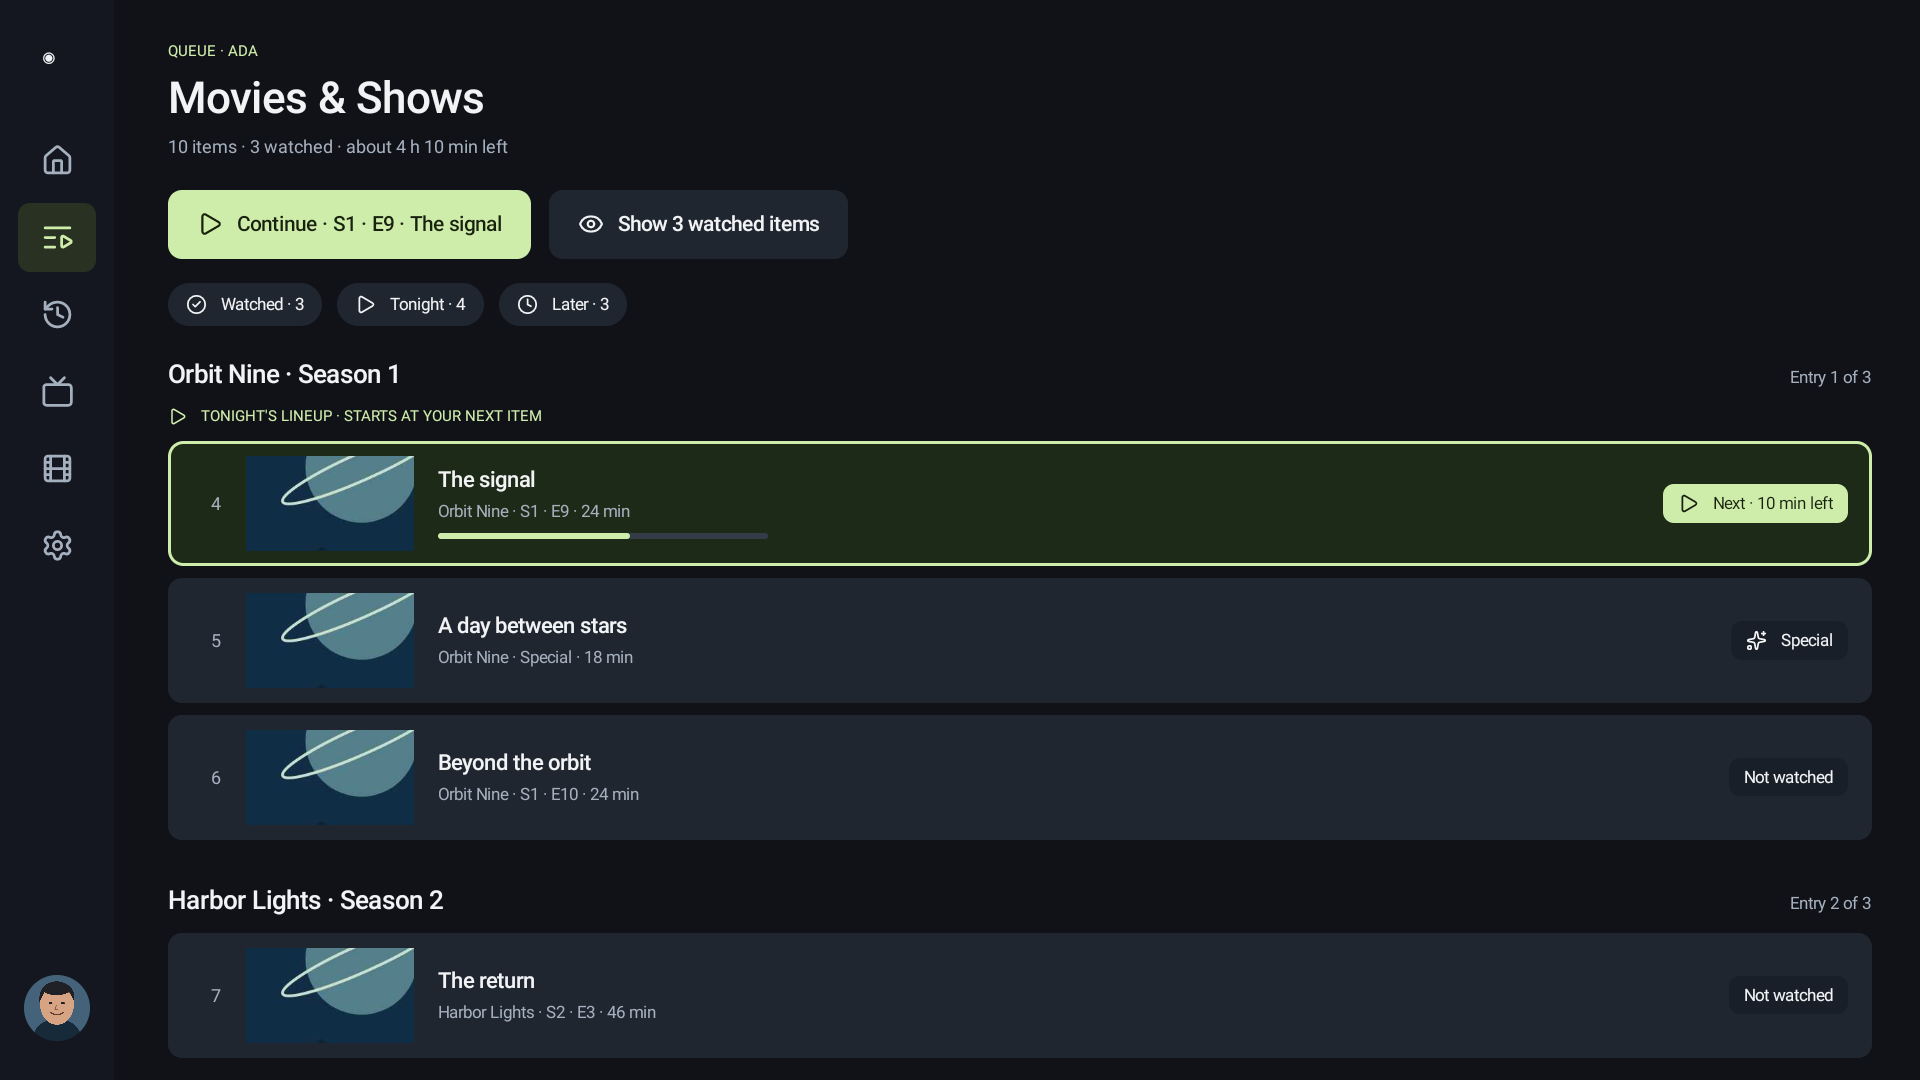 QUEUE · ADA
Movies & Shows
10 items · 3 watched · about 4 h 10 min left
Continue · S1 · E9 · The signal
Show 3 watched items
Watched · 3
Tonight · 4
Later · 3
Orbit Nine · Season 1
Entry 1 of 3
TONIGHT'S LINEUP · STARTS AT YOUR NEXT ITEM
4
The signal
Orbit Nine · S1 · E9 · 24 min
Next · 10 min left
5
A day between stars
Orbit Nine · Special · 18 min
Special
6
Beyond the orbit
Orbit Nine · S1 · E10 · 24 min
Not watched
Harbor Lights · Season 2
Entry 2 of 3
7
The return
Harbor Lights · S2 · E3 · 46 min
Not watched